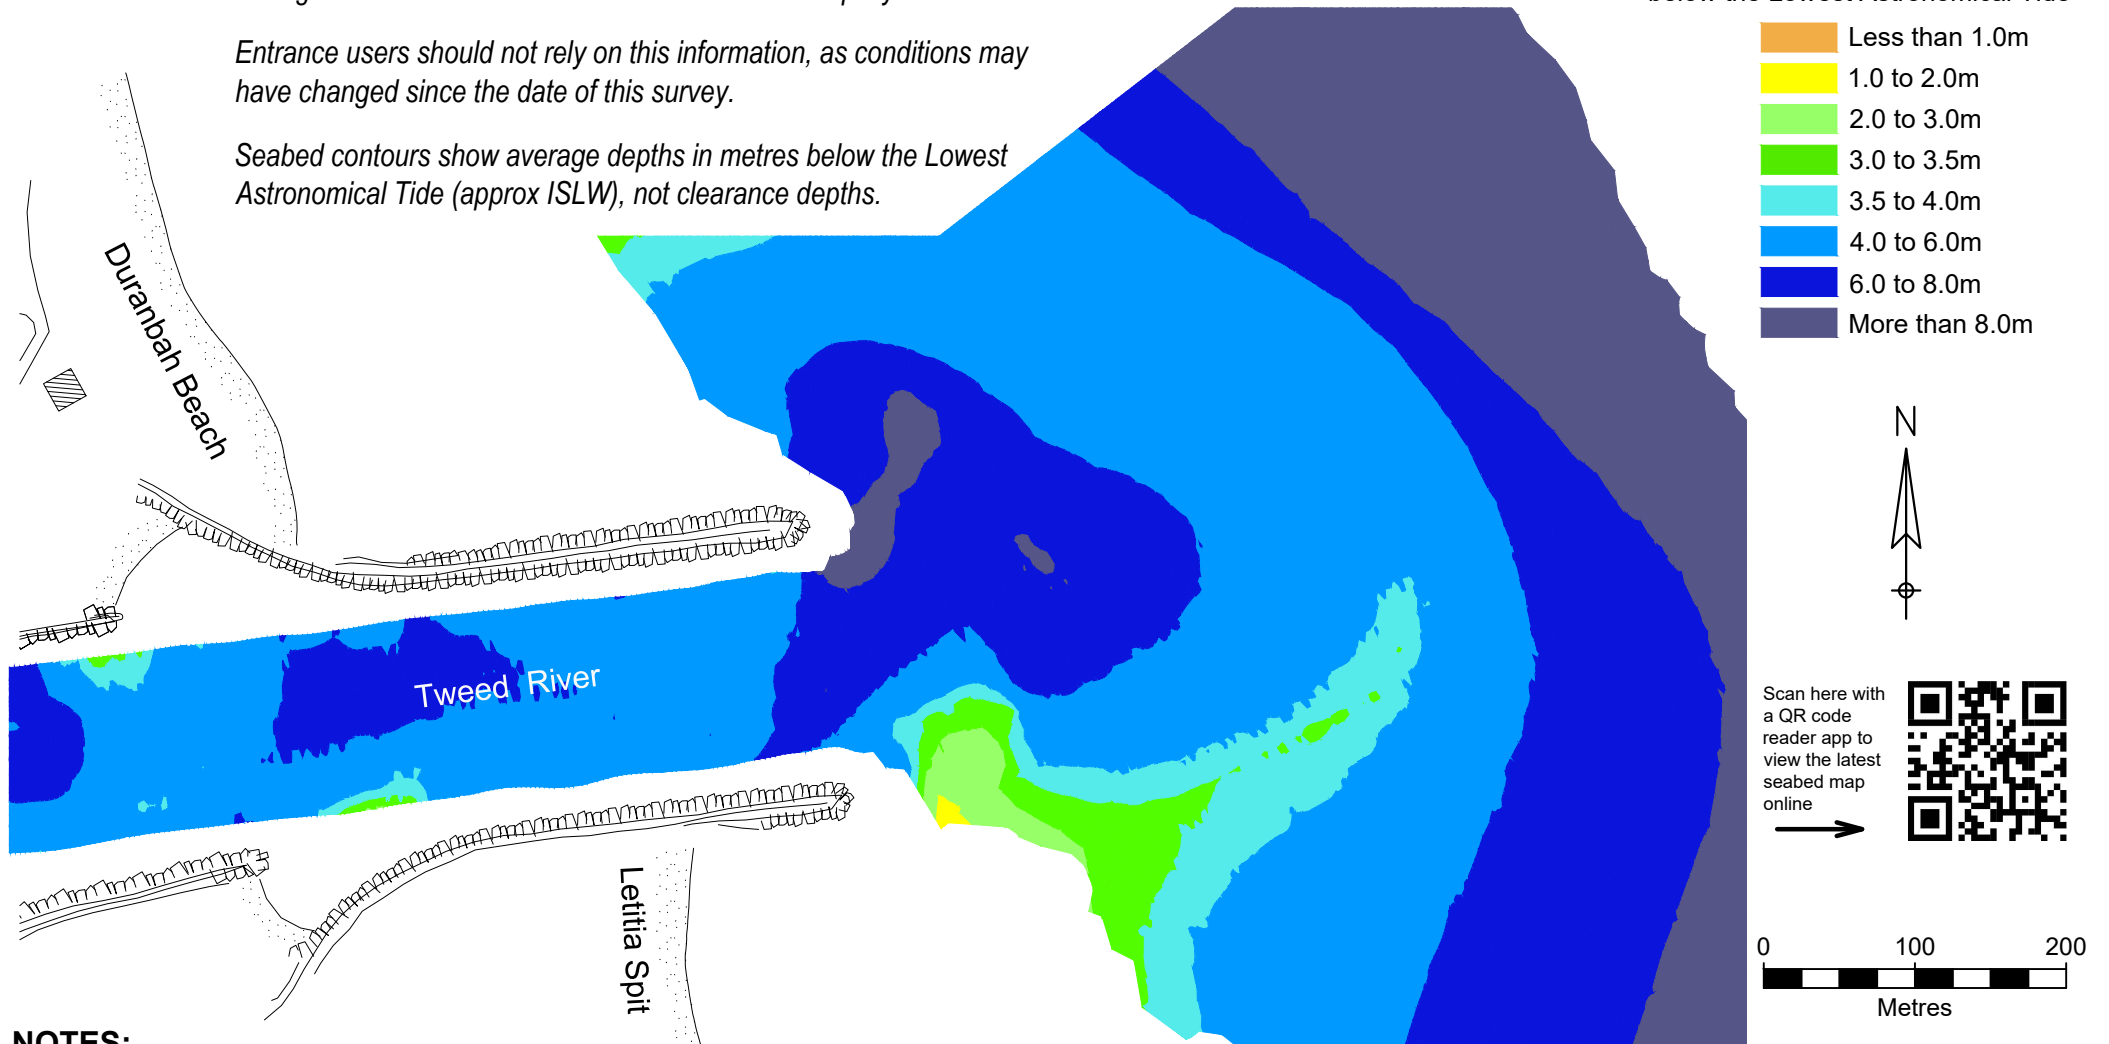 below the Lowest Astronomical Tide
Entrance users should not rely on this information, as conditions may
have changed since the date of this survey.
Seabed contours show average depths in metres below the Lowest
Astronomical Tide (approx ISLW), not clearance depths.
Less than 1.0m
1.0 to 2.0m
2.0 to 3.0m
3.0 to 3.5m
3.5 to 4.0m
4.0 to 6.0m
6.0 to 8.0m
More than 8.0m
Duranbah Beach
N
Tweed River
Scan here with
a QR code
reader app to
view the latest
seabed map
online
Letitia Spit
0 100 200
Metres
NOTES: